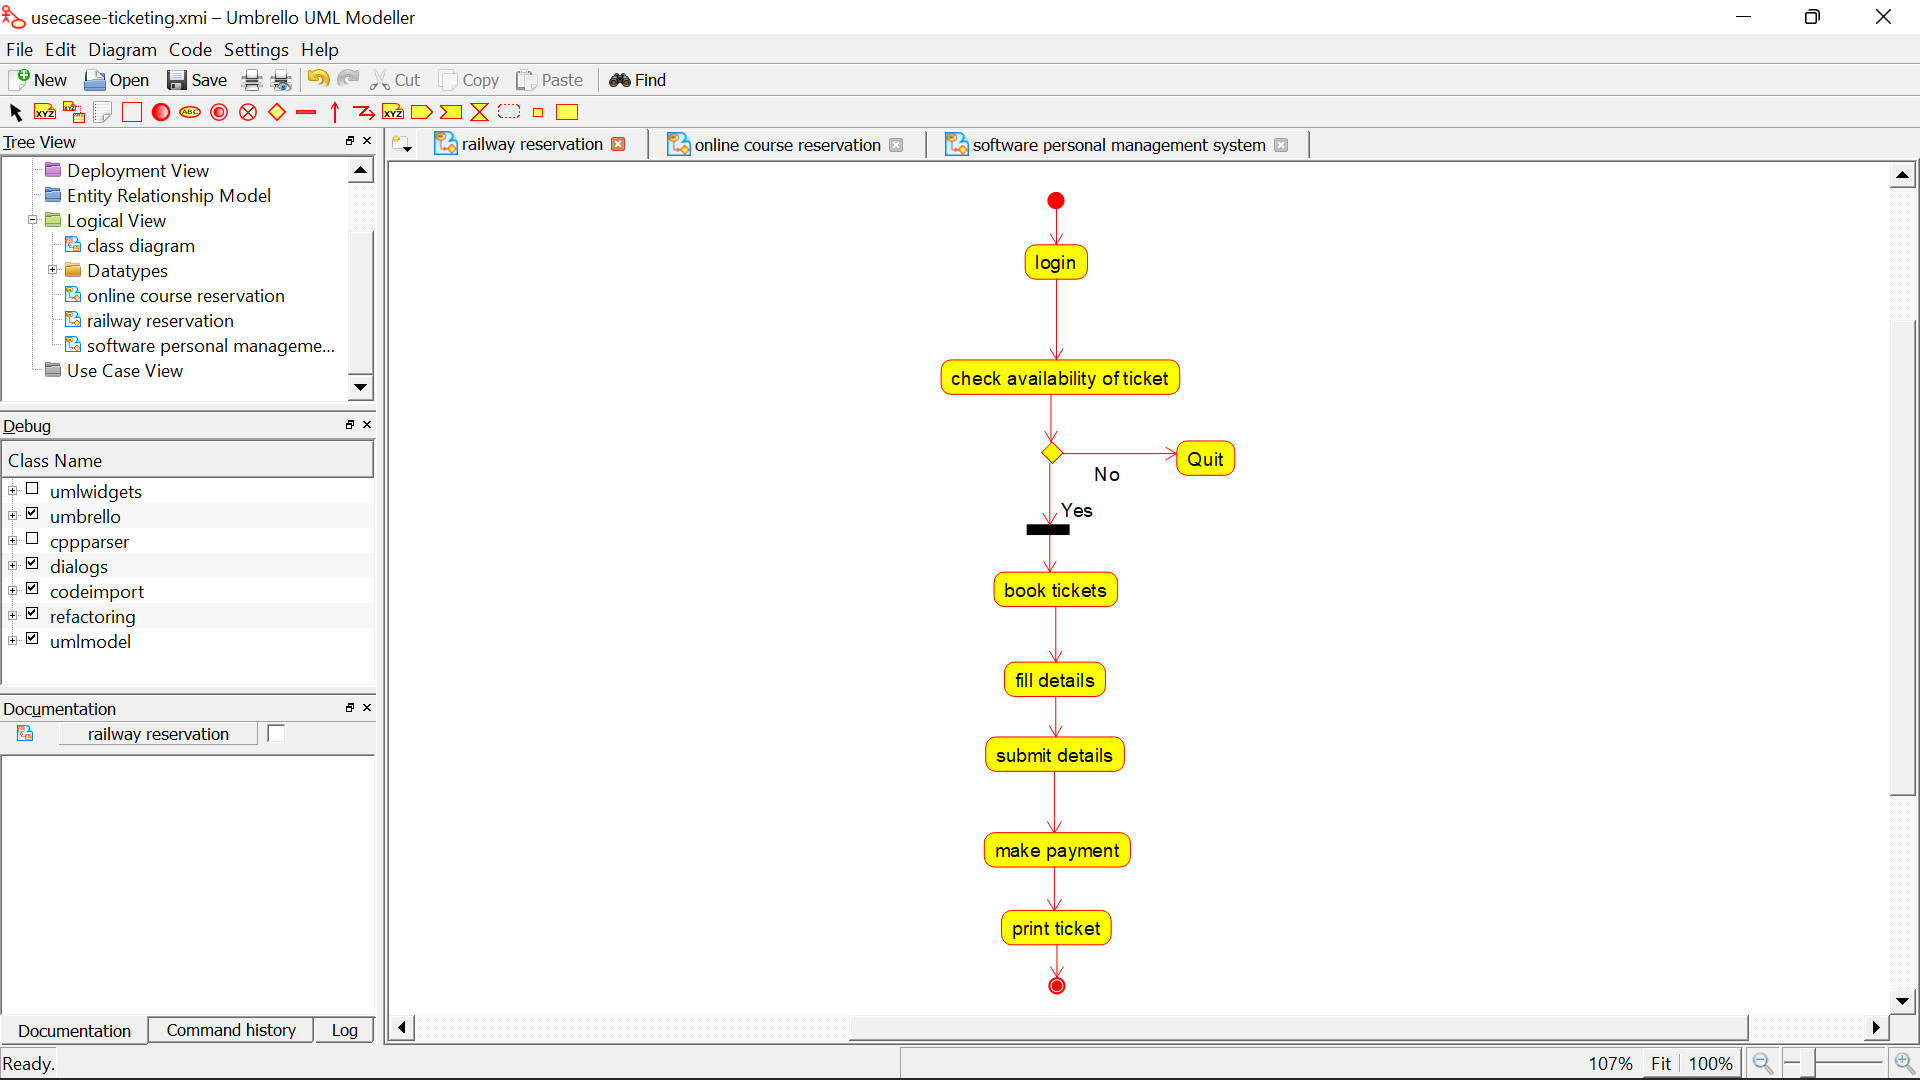 usecasee-ticketing.xmi – Umbrello UML Modeller
File Edit Diagram Code Settings Help
New Open Save Cut Copy Paste Find
XYZ XYZ ABC XYZ
Tree View
railway reservation online course reservation software personal management system
Deployment View
Entity Relationship Model
Logical View
class diagram
Datatypes
online course reservation
railway reservation
software personal manageme...
Use Case View
Debug
Class Name
umlwidgets
umbrello
cppparser
dialogs
codeimport
refactoring
umlmodel
Documentation
railway reservation
Documentation Command history Log
login
check availability of ticket
Quit
No
Yes
book tickets
fill details
submit details
make payment
print ticket
Ready. 107% Fit 100%